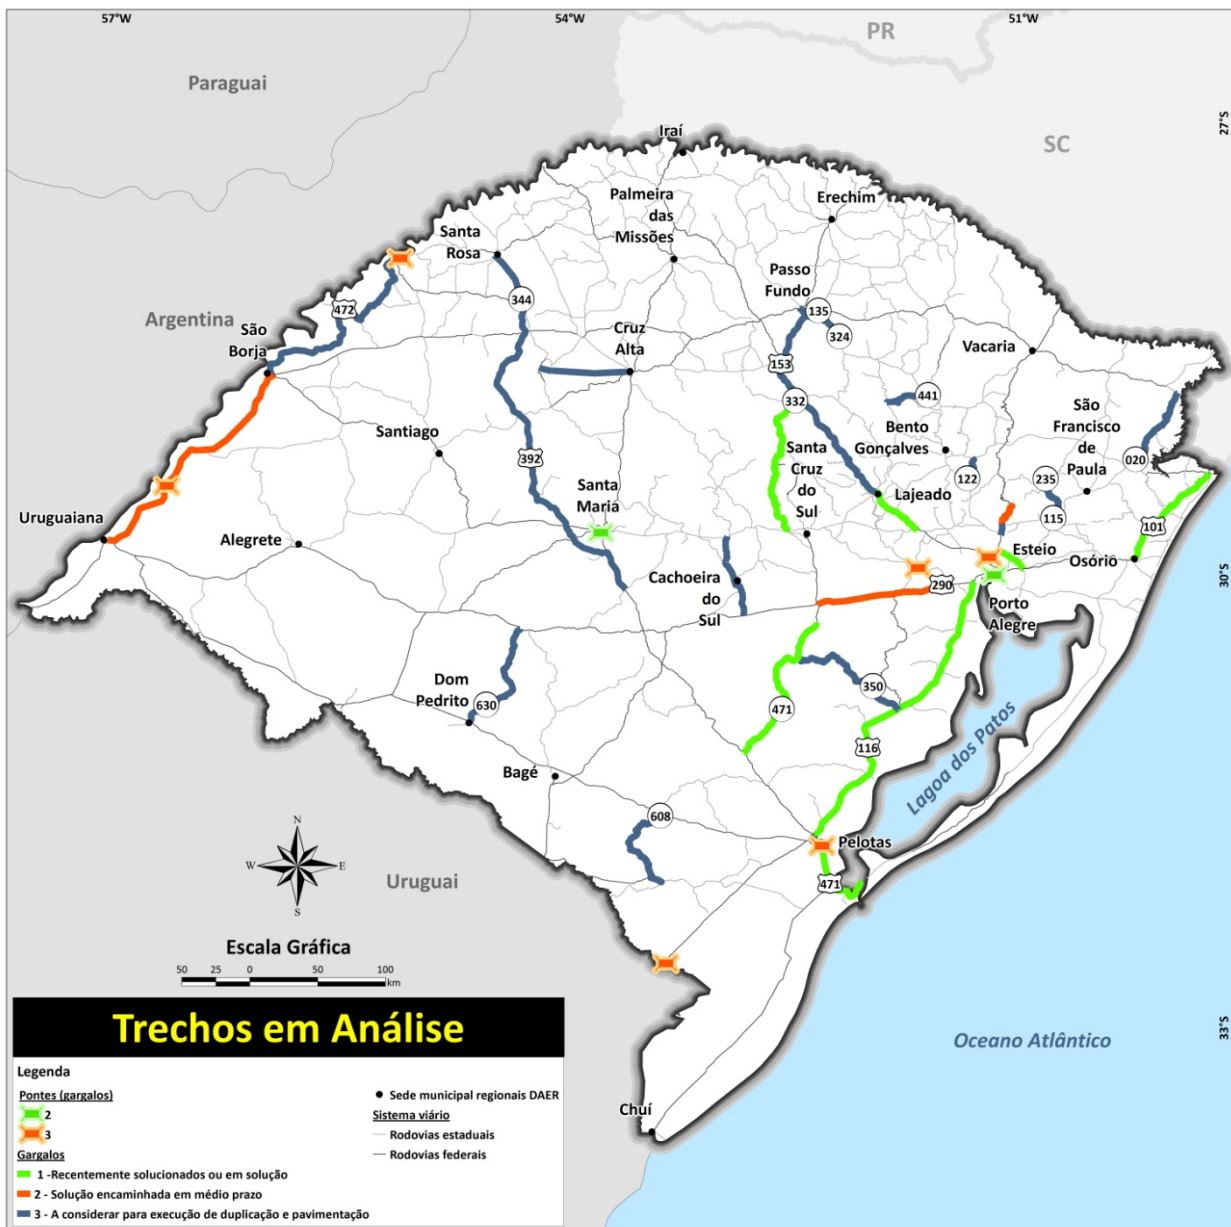 57°W
54°W
51°W
PR
Paraguai
27°S
SC
Iraí
Palmeira
das
Missões
Erechim
Santa
Rosa
Passo
Fundo
344
135
324
472
Argentina
São
Borja
Cruz
Alta
Vacaria
153
332
441
São
Francisco
de
Paula
Santiago
Bento
Gonçalves
Santa
Cruz
do
Sul
392
020
122
235
Santa
Maria
Lajeado
115
101
Uruguaiana
Alegrete
Esteio
Osório
Cachoeira
do
Sul
290
30°S
Porto
Alegre
Dom
Pedrito
630
350
471
116
Lagoa dos Patos
Bagé
608
Pelotas
N
W
E
S
Uruguai
471
Escala Gráfica
50 25 0 50 100
km
Trechos em Análise
33°S
Oceano Atlântico
Legenda
Pontes (gargalos)
2
3
Gargalos
1 -Recentemente solucionados ou em solução
2 - Solução encaminhada em médio prazo
3 - A considerar para execução de duplicação e pavimentação
Sede municipal regionais DAER
Sistema viário
Rodovias estaduais
Rodovias federais
Chuí